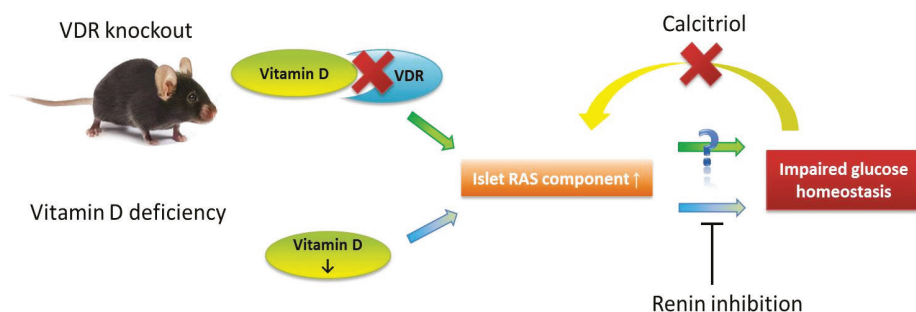 VDR knockout
Calcitriol
Vitamin D
VDR
?
Islet RAS component ↑
Impaired glucose
homeostasis
Vitamin D deficiency
Vitamin D
↓
Renin inhibition